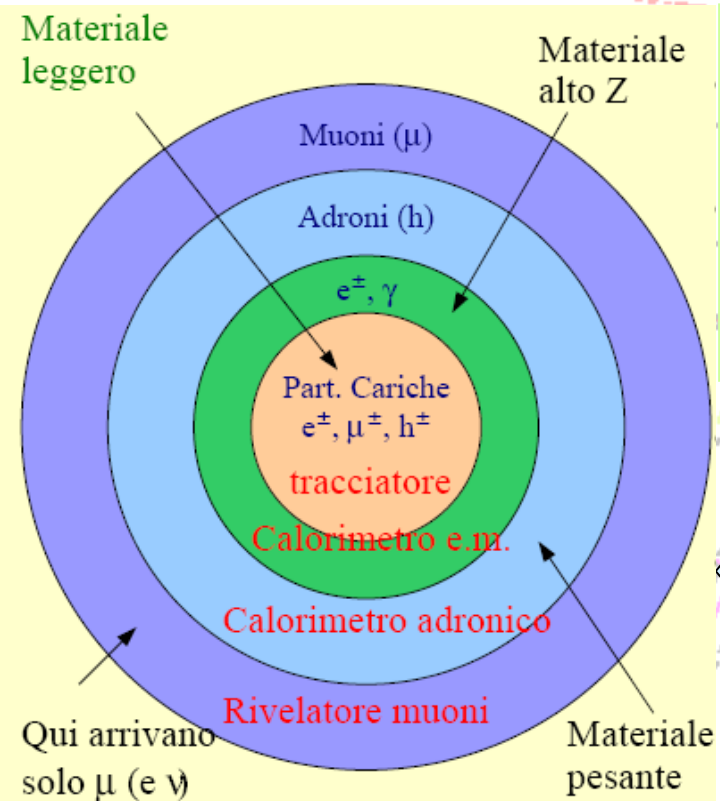 Materiale
leggero
Materiale
alto Z
Muoni (μ)
Adroni (h)
e±, γ
Part. Cariche
e±, μ±, h±
tracciatore
Calorimetro e.m.
Calorimetro adronico
Rivelatore muoni
Qui arrivano
solo μ (e ν)
Materiale
pesante